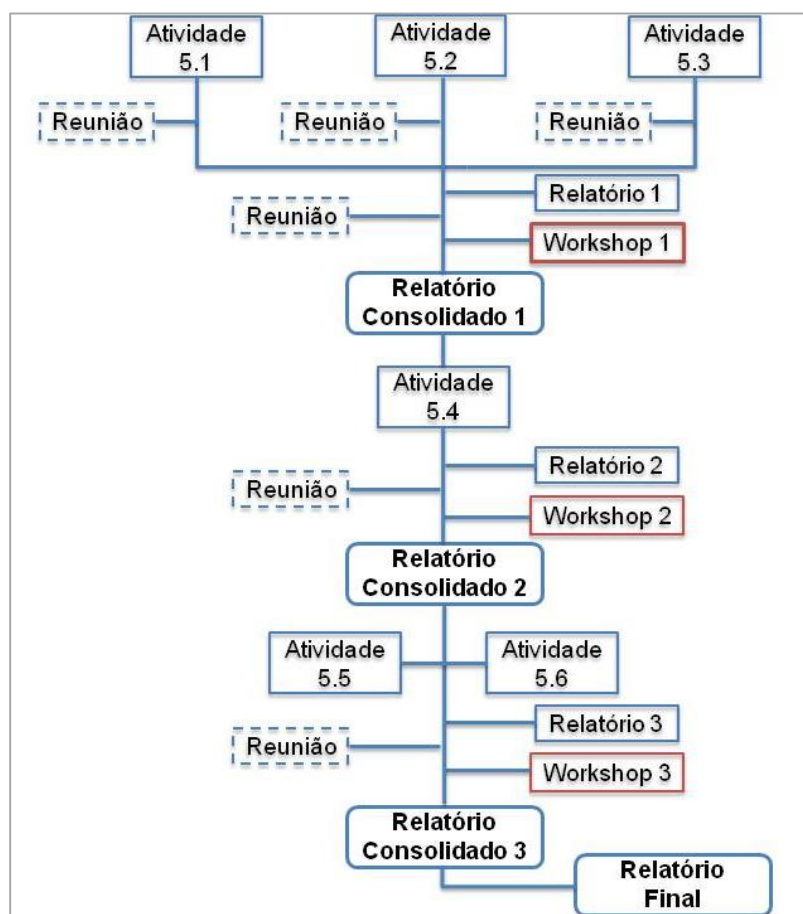 Atividade
5.1
Atividade
5.2
Atividade
5.3
Reunião
Reunião
Reunião
Relatório 1
Reunião
Workshop 1
Relatório
Consolidado 1
Atividade
5.4
Relatório 2
Reunião
Workshop 2
Relatório
Consolidado 2
Atividade
5.5
Atividade
5.6
Relatório 3
Reunião
Workshop 3
Relatório
Consolidado 3
Relatório
Final